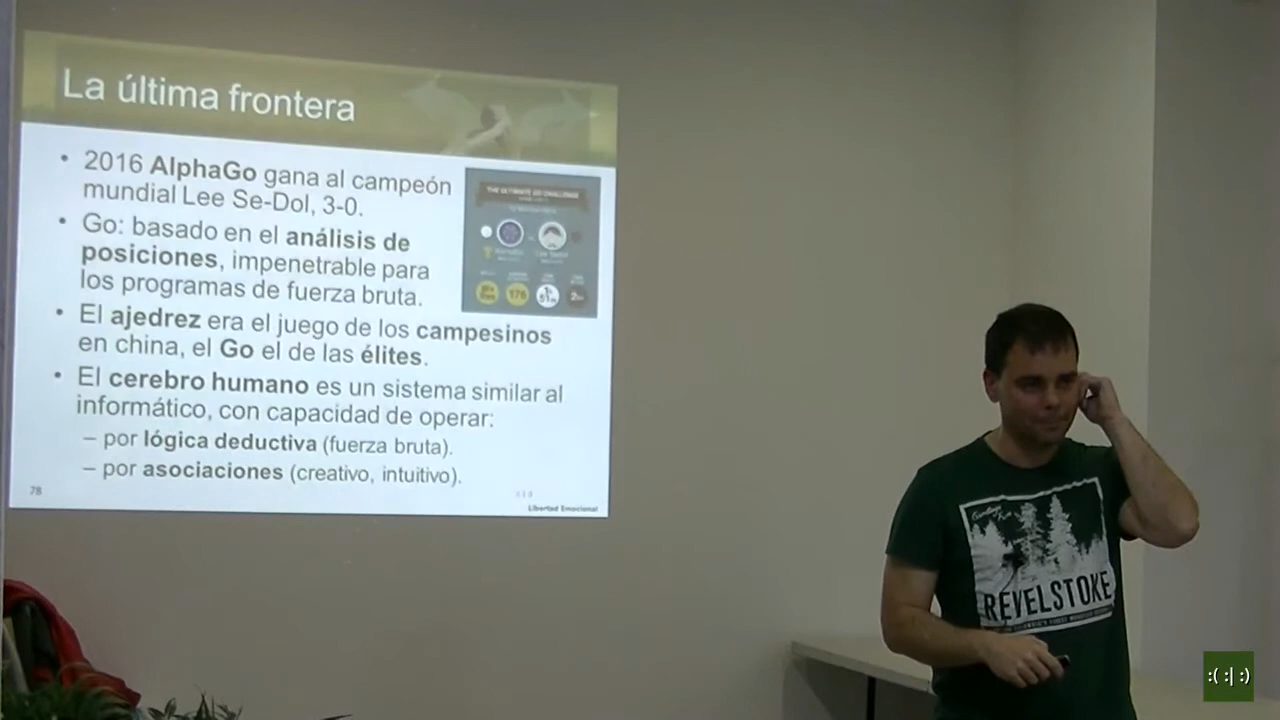 La última frontera
• 2016 AlphaGo gana al campeón
mundial Lee Se-Dol, 3-0.
• Go: basado en el análisis de
posiciones, impenetrable para
los programas de fuerza bruta.
• El ajedrez era el juego de los campesinos
en china, el Go el de las élites.
• El cerebro humano es un sistema similar al
informático, con capacidad de operar:
– por lógica deductiva (fuerza bruta).
– por asociaciones (creativo, intuitivo).
78
Libertad Emocional
THE ULTIMATE GO CHALLENGE
176
REVELSTOKE
:( :| :)